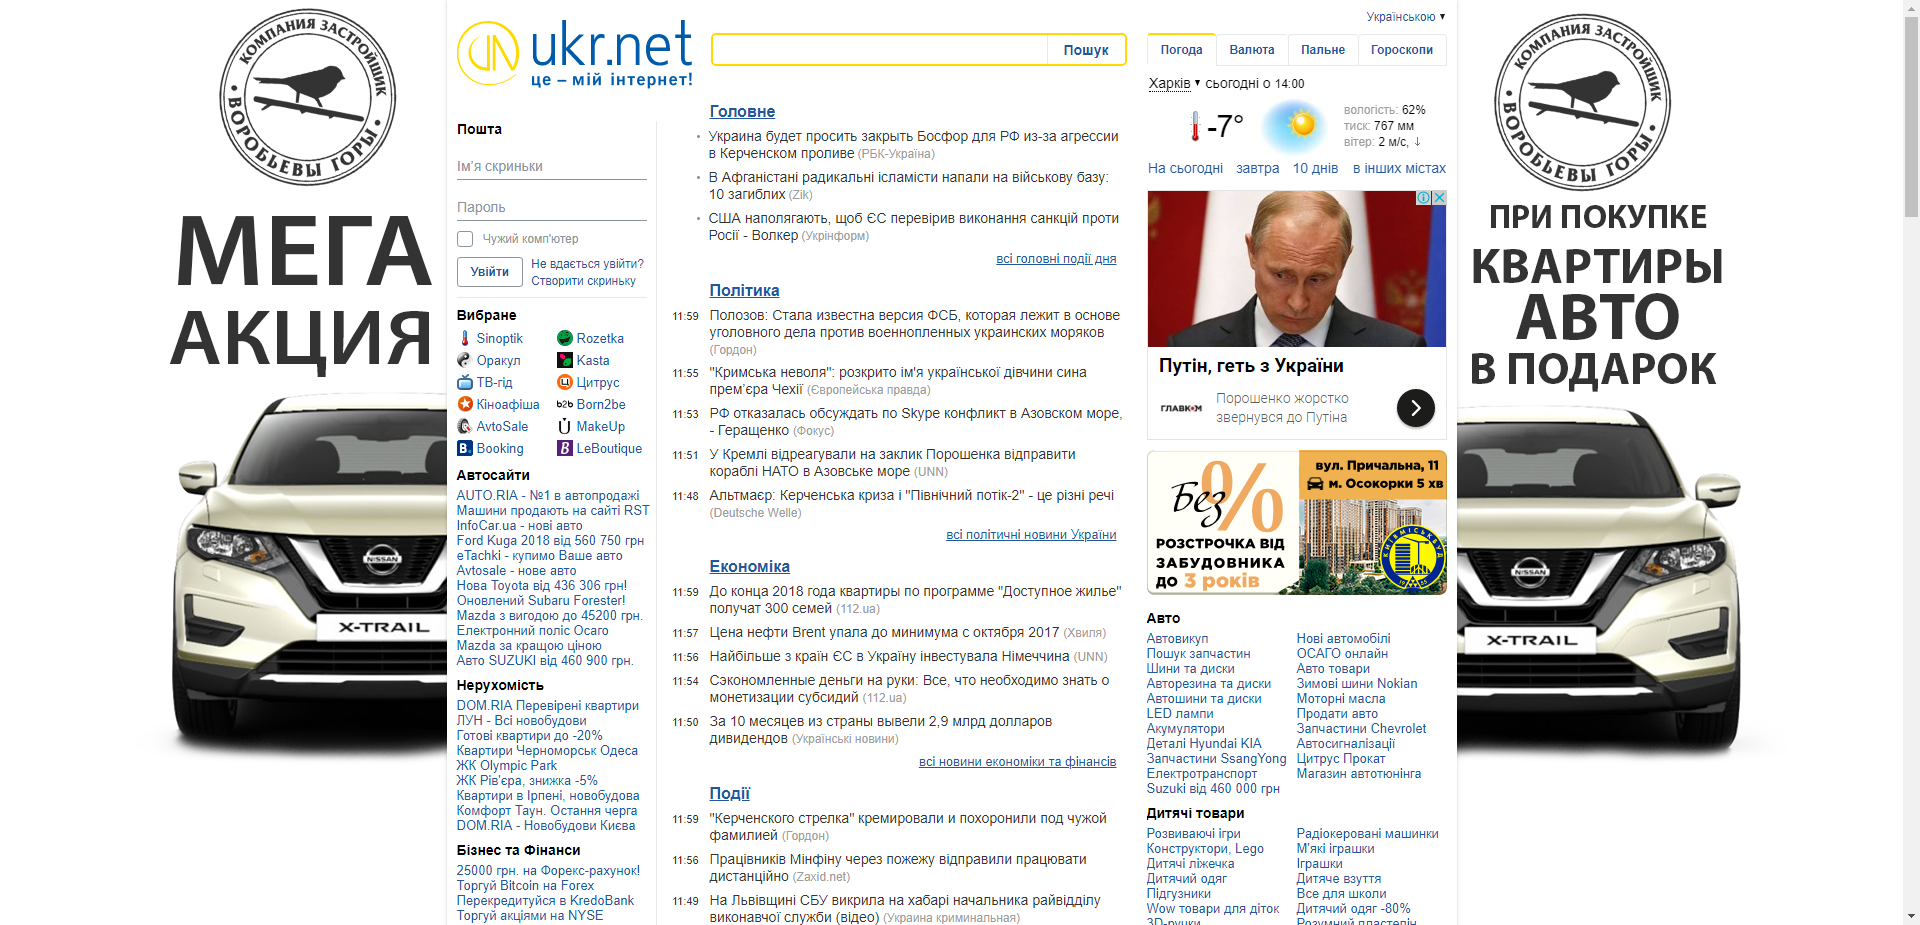 КОМПАНИЯ ЗАСТРОЙЩИК
• ВОРОБЬЕВЫ ГОРЫ •
МЕГА
АКЦИЯ
NISSAN
X-TRAIL
ukr.net
це – мій інтернет!
Пошук
Українською ▼
Погода
Валюта
Пальне
Гороскопи
Пошта
Ім'я скриньки
Пароль
Чужий комп'ютер
Увійти
Не вдається увійти?
Створити скриньку
Вибране
Sinoptik
Rozetka
Оракул
Kasta
ТВ-гід
Цитрус
Кіноафіша
b2b Born2be
AvtoSale
MakeUp
B. Booking
B LeBoutique
Автосайти
AUTO.RIA - №1 в автопродажі
Машини продають на сайті RST
InfoCar.ua - нові авто
Ford Kuga 2018 від 560 750 грн
eTachki - купимо Ваше авто
Avtosale - нове авто
Нова Toyota від 436 306 грн!
Оновлений Subaru Forester!
Mazda з вигодою до 45200 грн.
Електронний поліс Осаго
Mazda за кращою ціною
Авто SUZUKI від 460 900 грн.
Нерухомість
DOM.RIA Перевірені квартири
ЛУН - Всі новобудови
Готові квартири до -20%
Квартири Черноморськ Одеса
ЖК Olympic Park
ЖК Рів'єра, знижка -5%
Квартири в Ірпені, новобудова
Комфорт Таун. Остання черга
DOM.RIA - Новобудови Києва
Бізнес та Фінанси
25000 грн. на Форекс-рахунок!
Торгуй Bitcoin на Forex
Перекредитуйся в KredoBank
Торгуй акціями на NYSE
Головне
Украина будет просить закрыть Босфор для РФ из-за агрессии
в Керченском проливе (РБК-Україна)
В Афганістані радикальні ісламісти напали на військову базу:
10 загиблих (Zik)
США наполягають, щоб ЄС перевірив виконання санкцій проти
Росії - Волкер (Укрінформ)
всі головні події дня
Політика
11:59 Полозов: Стала известна версия ФСБ, которая лежит в основе
уголовного дела против военнопленных украинских моряков
(Гордон)
11:55 "Кримська неволя": розкрито ім'я української дівчини сина
прем’єра Чехії (Європейська правда)
11:53 РФ отказалась обсуждать по Skype конфликт в Азовском море,
- Геращенко (Фокус)
11:51 У Кремлі відреагували на заклик Порошенка відправити
кораблі НАТО в Азовське море (UNN)
11:48 Альтмаєр: Керченська криза і "Північний потік-2" - це різні речі
(Deutsche Welle)
всі політичні новини України
Економіка
11:59 До конца 2018 года квартиры по программе "Доступное жилье"
получат 300 семей (112.ua)
11:57 Цена нефти Brent упала до минимума с октября 2017 (Хвиля)
11:56 Найбільше з країн ЄС в Україну інвестувала Німеччина (UNN)
11:54 Сэкономленные деньги на руки: Все, что необходимо знать о
монетизации субсидий (112.ua)
11:50 За 10 месяцев из страны вывели 2,9 млрд долларов
дивидендов (Українські новини)
всі новини економіки та фінансів
Події
11:59 "Керченского стрелка" кремировали и похоронили под чужой
фамилией (Гордон)
11:56 Працівників Мінфіну через пожежу відправили працювати
дистанційно (Zaxid.net)
11:49 На Львівщині СБУ викрила на хабарі начальника райвідділу
виконавчої служби (відео) (Украина криминальная)
Харків ▼ сьогодні о 14:00
-7°
вологість: 62%
тиск: 767 мм
вітер: 2 м/с, ↓
На сьогодні завтра 10 днів в інших містах
Путін, геть з України
ГЛАВКОМ
Порошенко жорстко
звернувся до Путіна
Без %
РОЗСТРОЧКА ВІД
ЗАБУДОВНИКА
ДО 3 років
вул. Причальна, 11
м. Осокорки 5 хв
КИЇВМІСЬКБУД
Авто
Автовикуп
Нові автомобілі
Пошук запчастин
ОСАГО онлайн
Шини та диски
Авто товари
Авторезина та диски
Зимові шини Nokian
Автошини та диски
Моторні масла
LED лампи
Продати авто
Акумулятори
Запчастини Chevrolet
Деталі Hyundai KIA
Автосигналізації
Запчастини SsangYong
Цитрус Прокат
Електротранспорт
Магазин автотюнінга
Suzuki від 460 000 грн
Дитячі товари
Розвиваючі ігри
Радіокеровані машинки
Конструктори, Lego
М'які іграшки
Дитячі ліжечка
Іграшки
Дитячий одяг
Дитяче взуття
Підгузники
Все для школи
Wow товари для діток
Дитячий одяг -80%
3D-ручки
Розумний пластелін
КОМПАНИЯ ЗАСТРОЙЩИК
• ВОРОБЬЕВЫ ГОРЫ •
ПРИ ПОКУПКЕ
КВАРТИРЫ
АВТО
В ПОДАРОК
NISSAN
X-TRAIL